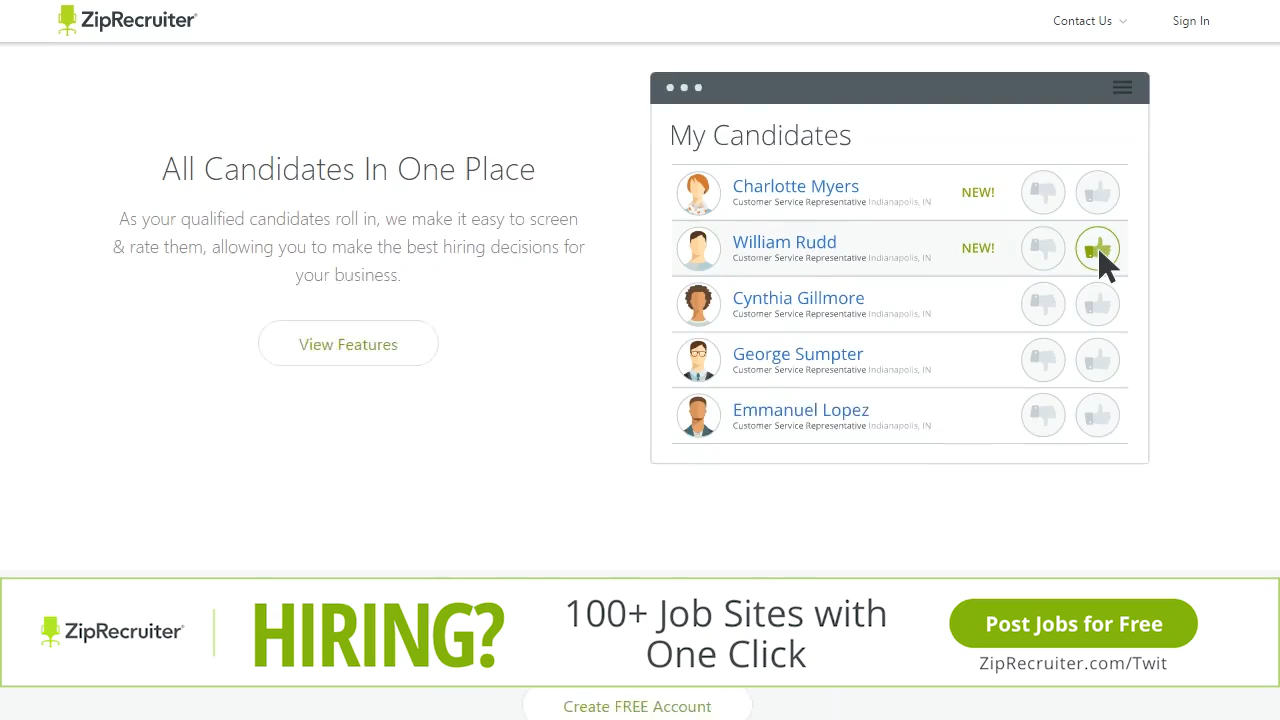 ZipRecruiter
Contact Us
Sign In
All Candidates In One Place
As your qualified candidates roll in, we make it easy to screen
& rate them, allowing you to make the best hiring decisions for
your business.
View Features
My Candidates
Charlotte Myers
Customer Service Representative Indianapolis, IN
NEW!
William Rudd
Customer Service Representative Indianapolis, IN
NEW!
Cynthia Gillmore
Customer Service Representative Indianapolis, IN
George Sumpter
Customer Service Representative Indianapolis, IN
Emmanuel Lopez
Customer Service Representative Indianapolis, IN
ZipRecruiter
HIRING?
100+ Job Sites with
One Click
Post Jobs for Free
ZipRecruiter.com/Twit
Create FREE Account